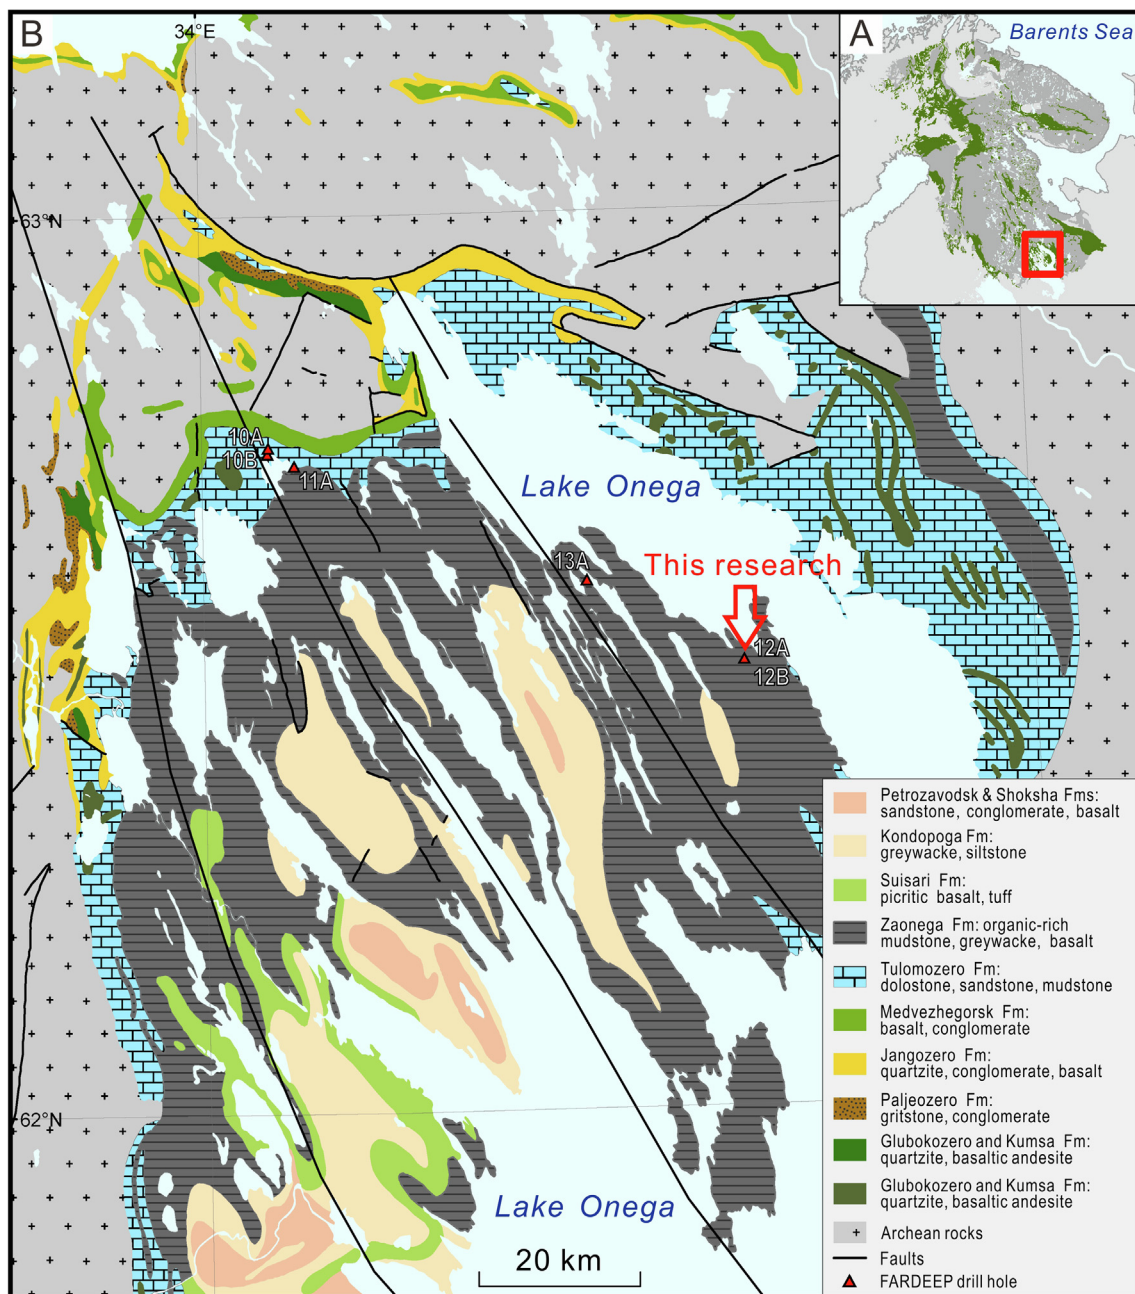 B
34°E
A
Barents Sea
63°N
10A
10B
11A
Lake Onega
13A
This research
12A
12B
Petrozavodsk & Shoksha Fms:
sandstone, conglomerate, basalt
Kondopoga Fm:
greywacke, siltstone
Suisari Fm:
picritic basalt, tuff
Zaonega Fm: organic-rich
mudstone, greywacke, basalt
Tulomozero Fm:
dolostone, sandstone, mudstone
Medvezhegorsk Fm:
basalt, conglomerate
Jangozero Fm:
quartzite, conglomerate, basalt
Paljeozero Fm:
gritstone, conglomerate
Glubokozero and Kumsa Fm:
quartzite, basaltic andesite
Glubokozero and Kumsa Fm:
quartzite, basaltic andesite
Archean rocks
Faults
FARDEEP drill hole
62°N
Lake Onega
20 km